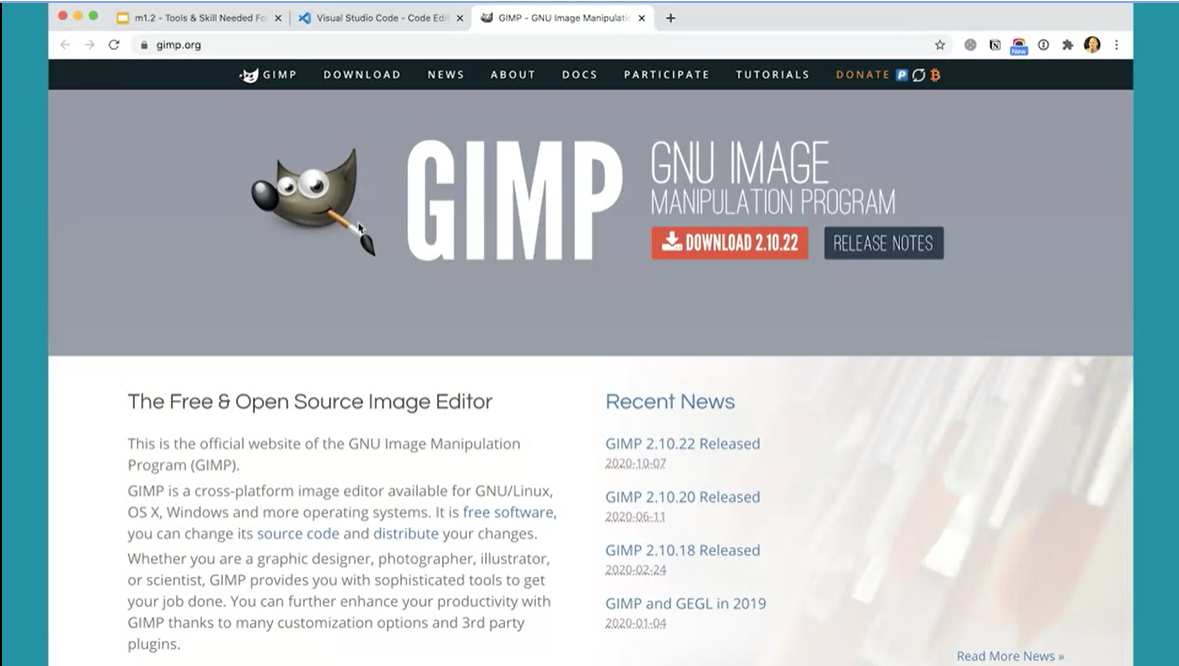 m1.2 - Tools & Skill Needed Fo
Visual Studio Code - Code Edi
GIMP - GNU Image Manipulatio
gimp.org
New
GIMP DOWNLOAD NEWS ABOUT DOCS PARTICIPATE TUTORIALS DONATE
GIMP
GNU IMAGE
MANIPULATION PROGRAM
DOWNLOAD 2.10.22
RELEASE NOTES
The Free & Open Source Image Editor
This is the official website of the GNU Image Manipulation
Program (GIMP).
GIMP is a cross-platform image editor available for GNU/Linux,
OS X, Windows and more operating systems. It is free software,
you can change its source code and distribute your changes.
Whether you are a graphic designer, photographer, illustrator,
or scientist, GIMP provides you with sophisticated tools to get
your job done. You can further enhance your productivity with
GIMP thanks to many customization options and 3rd party
plugins.
Recent News
GIMP 2.10.22 Released
2020-10-07
GIMP 2.10.20 Released
2020-06-11
GIMP 2.10.18 Released
2020-02-24
GIMP and GEGL in 2019
2020-01-04
Read More News »